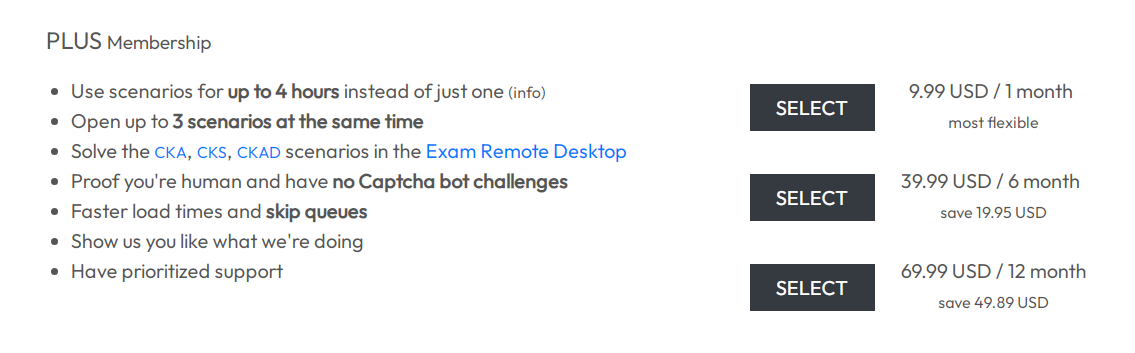 PLUS Membership
Use scenarios for up to 4 hours instead of just one (info)
Open up to 3 scenarios at the same time
Solve the CKA, CKS, CKAD scenarios in the Exam Remote Desktop
Proof you're human and have no Captcha bot challenges
Faster load times and skip queues
Show us you like what we're doing
Have prioritized support
SELECT
9.99 USD / 1 month
most flexible
SELECT
39.99 USD / 6 month
save 19.95 USD
SELECT
69.99 USD / 12 month
save 49.89 USD